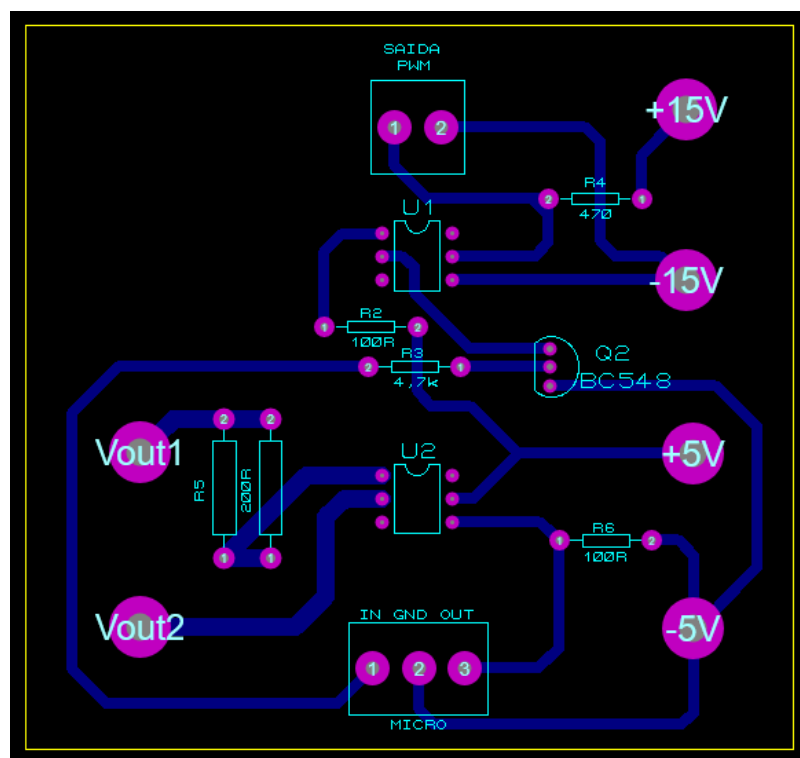 SAIDA
PWM
1 2
+15V
R4
2 1
470
U1
-15V
R2
1 2
100R
R3
2 1
4,7k
Q2
BC548
2 2
Vout1
R5
200R
U2
+5V
1 1
R6
1 2
100R
Vout2
-5V
IN GND OUT
1 2 3
MICRO